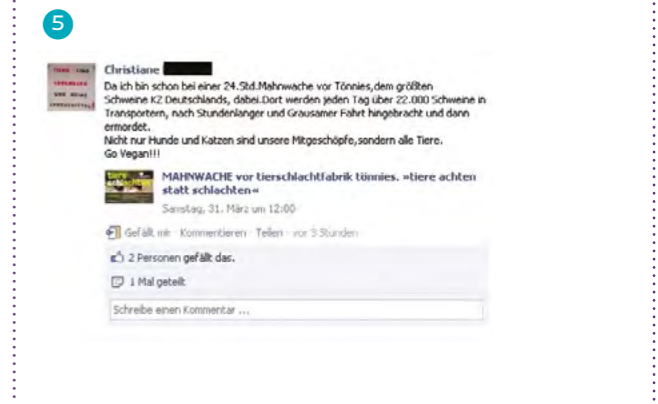 5
Christiane
Da ich bin schon bei einer 24.Std.Mahnwache vor Tönnies,dem größten
Schweine KZ Deutschlands, dabei.Dort werden jeden Tag über 22.000 Schweine in
Transportern, nach Stundenlanger und Grausamer Fahrt hingebracht und dann
ermordet.
Nicht nur Hunde und Katzen sind unsere Mitgeschöpfe,sondern alle Tiere.
Go Vegan!!!
tiere
schlachten
MAHNWACHE vor tierschlachtfabrik tönnies. »tiere achten
statt schlachten«
Samstag, 31. März um 12:00
Gefällt mir · Kommentieren · Teilen · vor 3 Stunden
2 Personen gefällt das.
1 Mal geteilt
Schreibe einen Kommentar ...